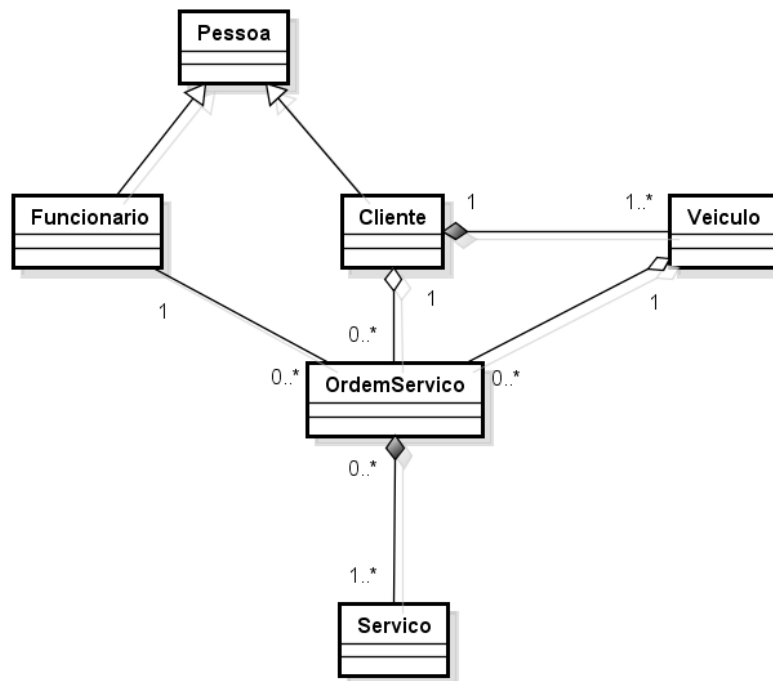 Pessoa
Funcionario
Cliente
1
1..*
Veiculo
1
1
1
0..*
0..*
0..*
OrdemServico
0..*
1..*
Servico